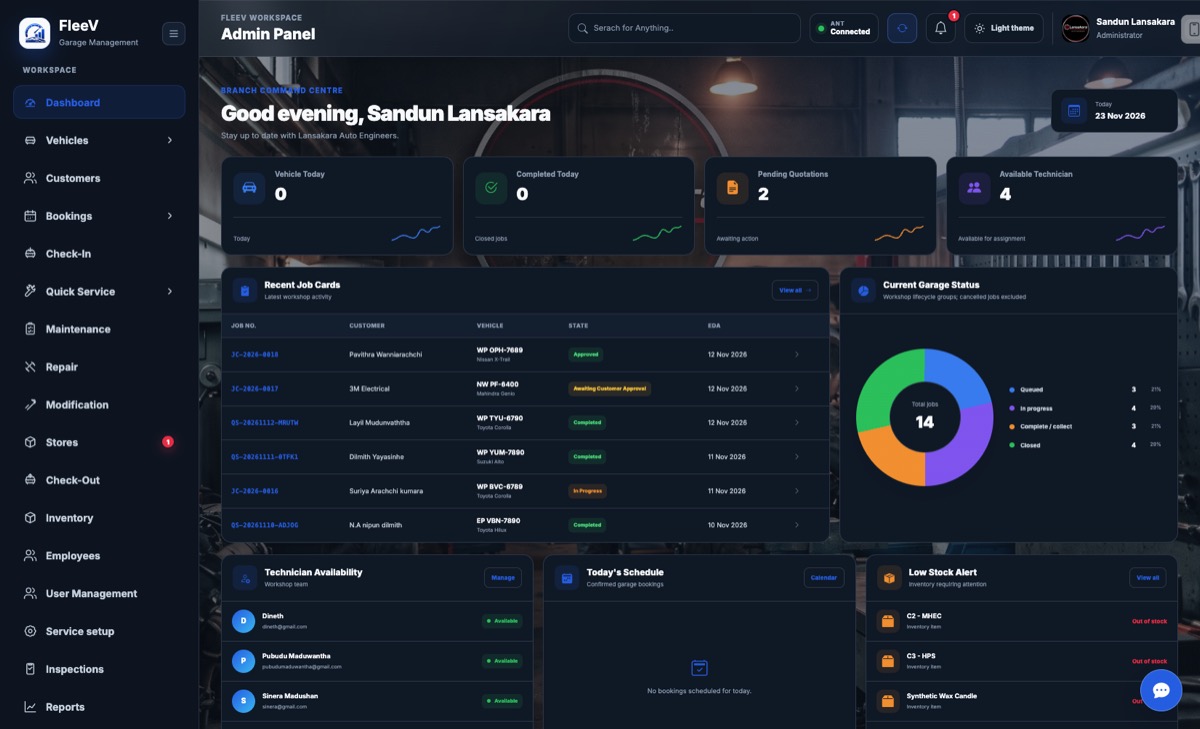 FleeV
Garage Management
WORKSPACE
Dashboard
Vehicles
Customers
Bookings
Check-In
Quick Service
Maintenance
Repair
Modification
Stores
1
Check-Out
Inventory
Employees
User Management
Service setup
Inspections
Reports
FLEEV WORKSPACE
Admin Panel
Serach for Anything..
ANT
Connected
1
Light theme
Sandun Lansakara
Administrator
BRANCH COMMAND CENTRE
Good evening, Sandun Lansakara
Stay up to date with Lansakara Auto Engineers.
Today
23 Nov 2026
Vehicle Today
0
Today
Completed Today
0
Closed jobs
Pending Quotations
2
Awaiting action
Available Technician
4
Available for assignment
Recent Job Cards
Latest workshop activity
View all →
JOB NO. CUSTOMER VEHICLE STATE EDA
JC-2026-0018 Pavithra Wanniarachchi WP OPH-7689 Approved 12 Nov 2026
Nissan X-Trail
JC-2026-0017 3M Electrical NW PF-6400 Awaiting Customer Approval 12 Nov 2026
Mahindra Genio
QS-20261112-MRUTW Layil Mudunvaththa WP TYU-6790 Completed 12 Nov 2026
Toyota Corolla
QS-20261111-0TFK1 Dilmith Yayasinhe WP YUM-7890 Completed 11 Nov 2026
Suzuki Alto
JC-2026-0016 Suriya Arachchi kumara WP BVC-6789 In Progress 11 Nov 2026
Toyota Corolla
QS-20261110-ADJOG N.A nipun dilmith EP VBN-7890 Completed 10 Nov 2026
Toyota Hilux
Current Garage Status
Workshop lifecycle groups; cancelled jobs excluded
Total jobs
14
Queued 3 21%
In progress 4 29%
Complete / collect 3 21%
Closed 4 29%
Technician Availability
Workshop team
Manage
D
Dineth
dineth@gmail.com
Available
P
Pubudu Maduwantha
pubudumaduwantha@gmail.com
Available
S
Sinera Madushan
sinera@gmail.com
Available
Today's Schedule
Confirmed garage bookings
Calendar
No bookings scheduled for today.
Low Stock Alert
Inventory requiring attention
View all
C2 - MHEC
Inventory item
Out of stock
C3 - HPS
Inventory item
Out of stock
Synthetic Wax Candle
Inventory item